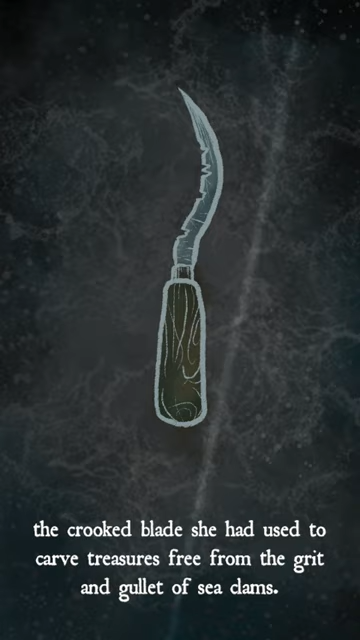 the crooked blade she had used to
carve treasures free from the grit
and gullet of sea clams.